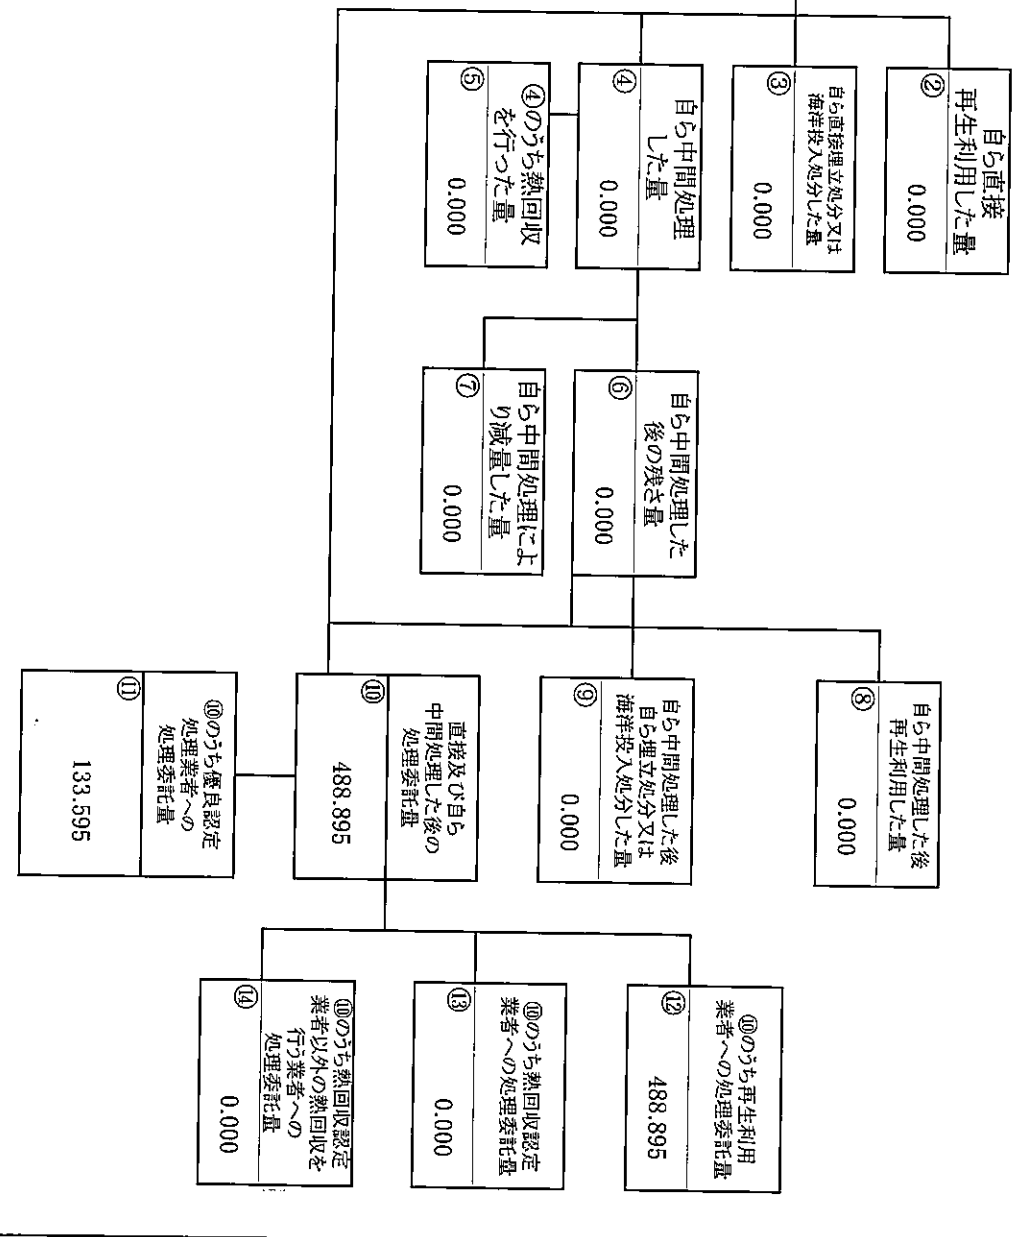 自ら直接
再生利用した量
②
0.000
自ら直接埋立処分又は
海洋投入処分した量
③
0.000
自ら中間処理
した量
④
0.000
④のうち熱回収
を行った量
⑤
0.000
自ら中間処理した
後の残さ量
⑥
0.000
自ら中間処理によ
り減量した量
⑦
0.000
自ら中間処理した後
再生利用した量
⑧
0.000
自ら中間処理した後
自ら埋立処分又は
海洋投入処分した量
⑨
0.000
直接及び自ら
中間処理した後の
処理委託量
⑩
488.895
⑩のうち優良認定
処理業者への
処理委託量
⑪
133.595
⑩のうち再生利用
業者への処理委託量
⑫
488.895
⑩のうち熱回収認定
業者への処理委託量
⑬
0.000
⑩のうち熱回収認定
業者以外の熱回収を
行う業者への
処理委託量
⑭
0.000